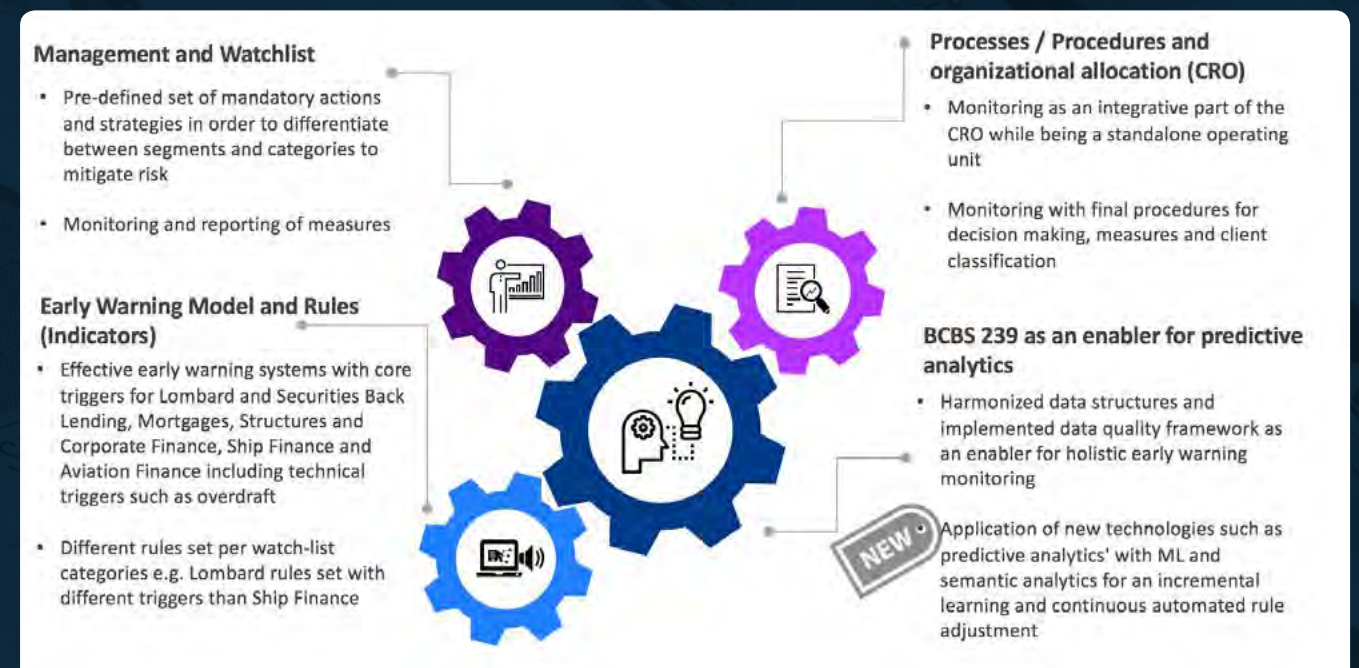 Management and Watchlist
• Pre-defined set of mandatory actions
and strategies in order to differentiate
between segments and categories to
mitigate risk
• Monitoring and reporting of measures
Early Warning Model and Rules
(Indicators)
• Effective early warning systems with core
triggers for Lombard and Securities Back
Lending, Mortgages, Structures and
Corporate Finance, Ship Finance and
Aviation Finance including technical
triggers such as overdraft
• Different rules set per watch-list
categories e.g. Lombard rules set with
different triggers than Ship Finance
Processes / Procedures and
organizational allocation (CRO)
• Monitoring as an integrative part of the
CRO while being a standalone operating
unit
• Monitoring with final procedures for
decision making, measures and client
classification
BCBS 239 as an enabler for predictive
analytics
• Harmonized data structures and
implemented data quality framework as
an enabler for holistic early warning
monitoring
NEW
• Application of new technologies such as
predictive analytics' with ML and
semantic analytics for an incremental
learning and continuous automated rule
adjustment